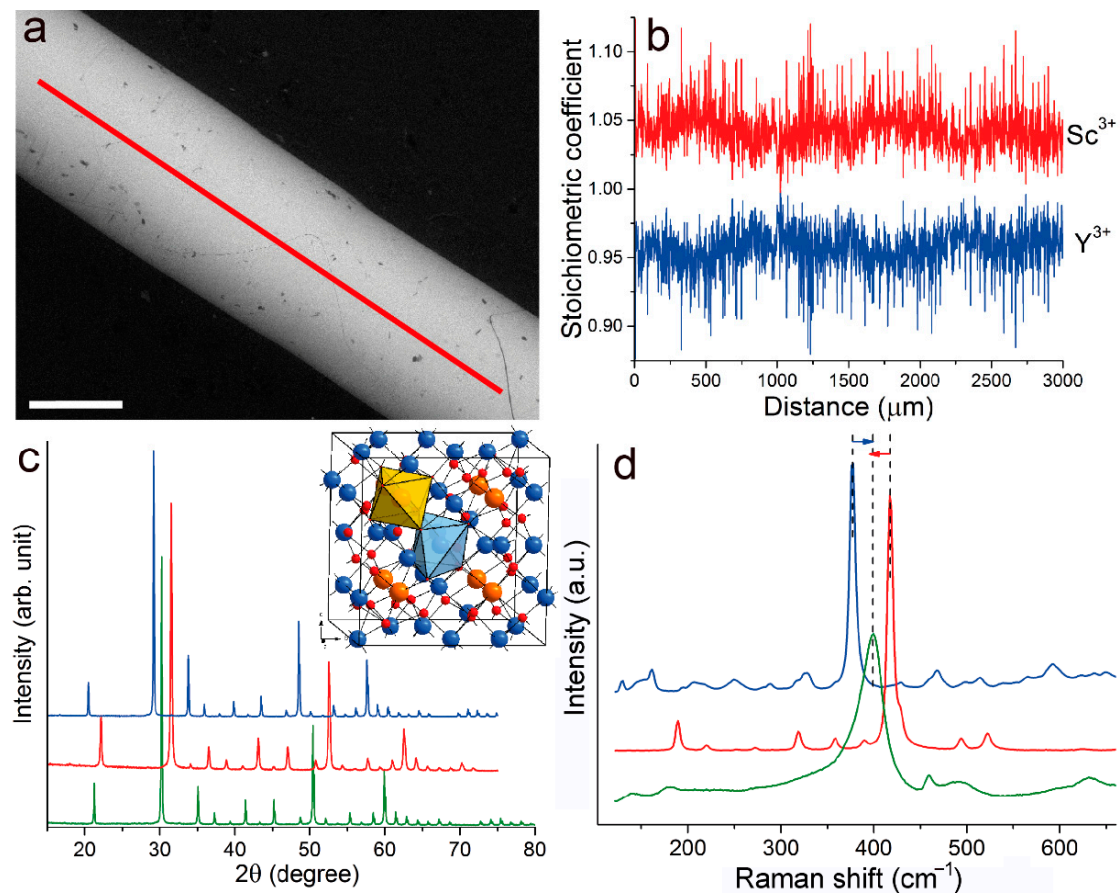 a
b
Stoichiometric coefficient
1.10
1.05
1.00
0.95
0.90
Sc3+
Y3+
0 500 1000 1500 2000 2500 3000
Distance (μm)
c
Intensity (arb. unit)
20 30 40 50 60 70 80
2θ (degree)
d
Intensity (a.u.)
200 300 400 500 600
Raman shift (cm−1)